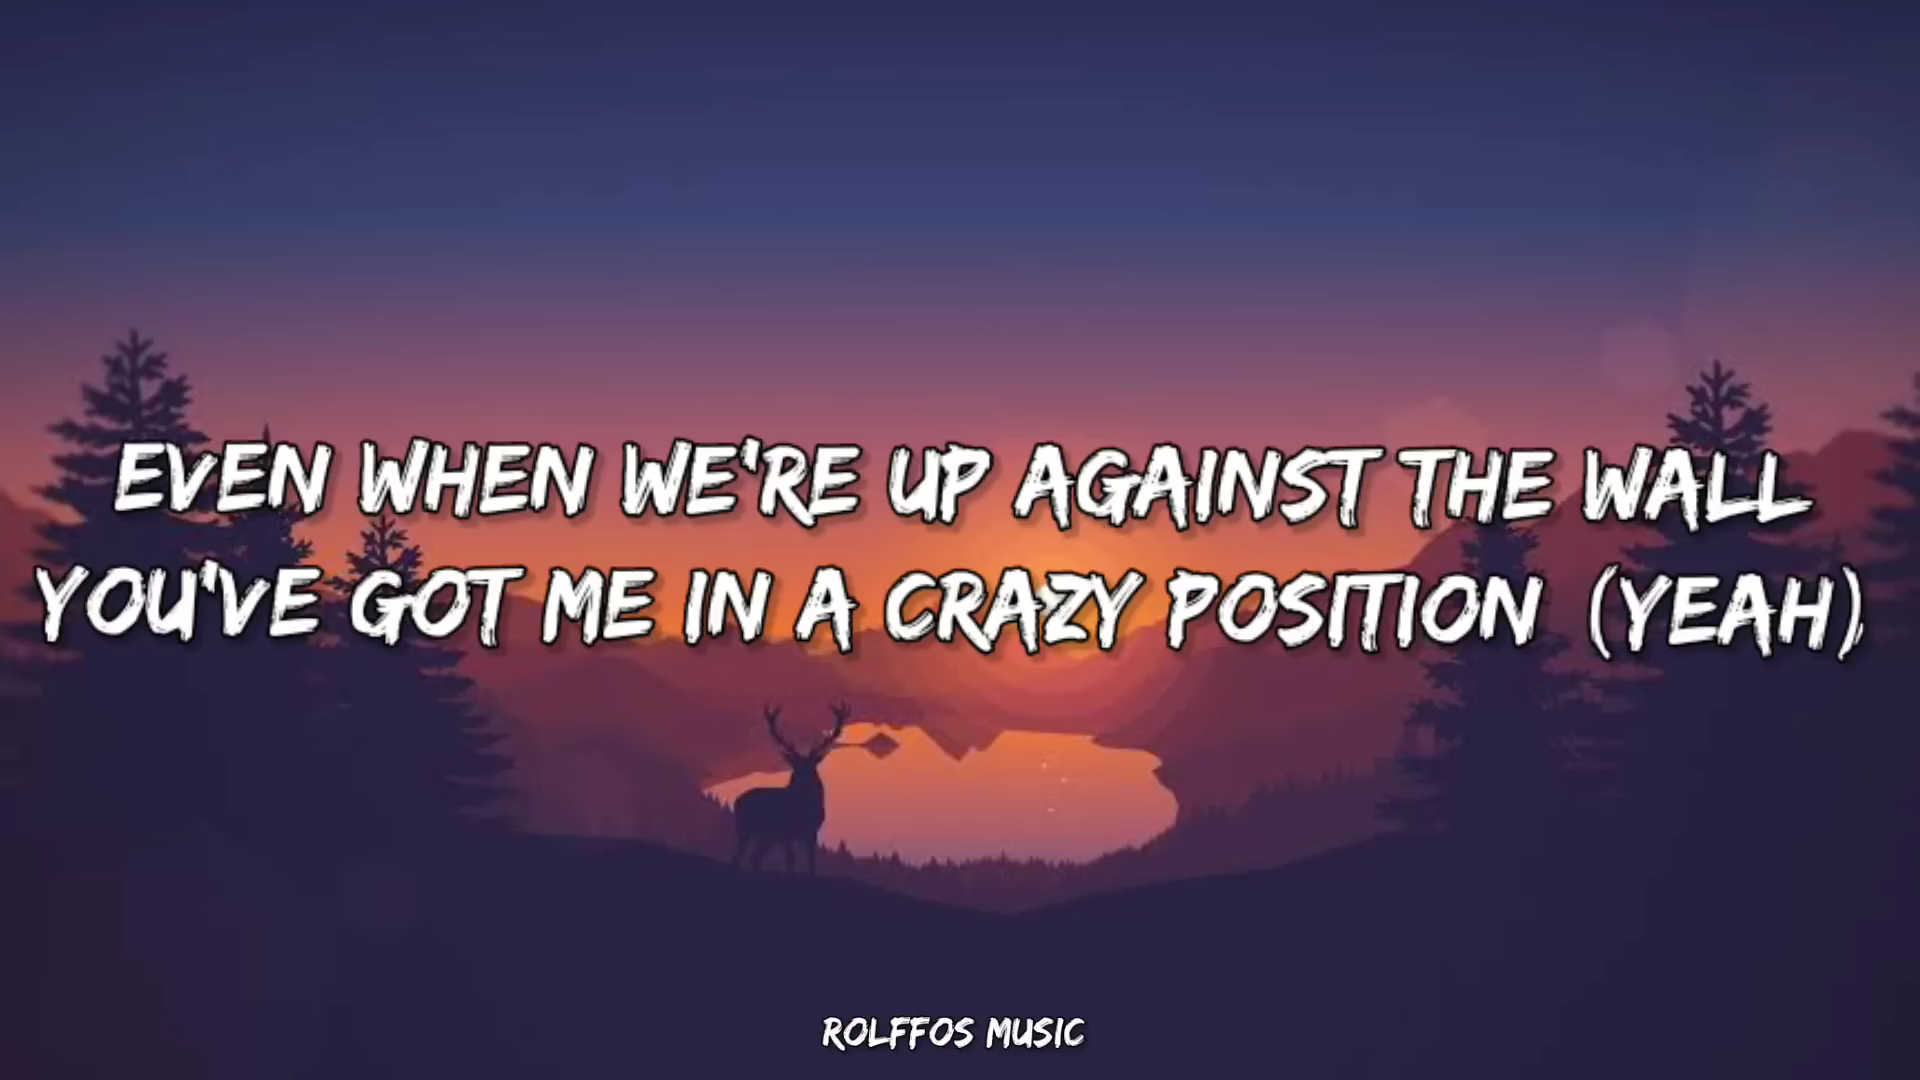 EVEN WHEN WE'RE UP AGAINST THE WALL
YOU'VE GOT ME IN A CRAZY POSITION (YEAH)
ROLFFOS MUSIC